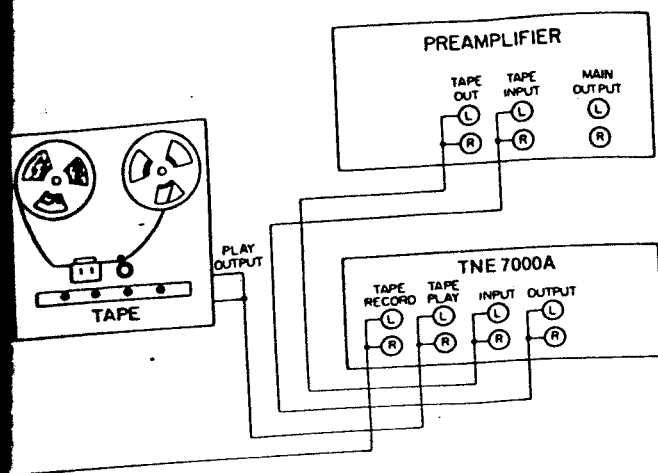 PREAMPLIFIER
TAPE OUT
TAPE INPUT
MAIN OUTPUT
L
L
L
R
R
R
PLAY OUTPUT
TAPE
TNE 7000A
TAPE RECORD
TAPE PLAY
INPUT
OUTPUT
L
L
L
L
R
R
R
R